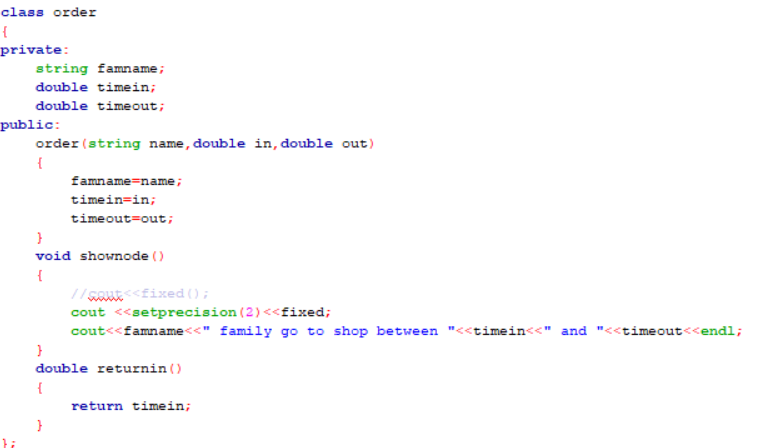 class order
{
private:
    string famname;
    double timein;
    double timeout;
public:
    order(string name,double in,double out)
    {
        famname=name;
        timein=in;
        timeout=out;
    }
    void shownode()
    {
        //cout<<fixed();
        cout <<setprecision(2)<<fixed;
        cout<<famname<<" family go to shop between "<<timein<<" and "<<timeout<<endl;
    }
    double returnin()
    {
        return timein;
    }
};